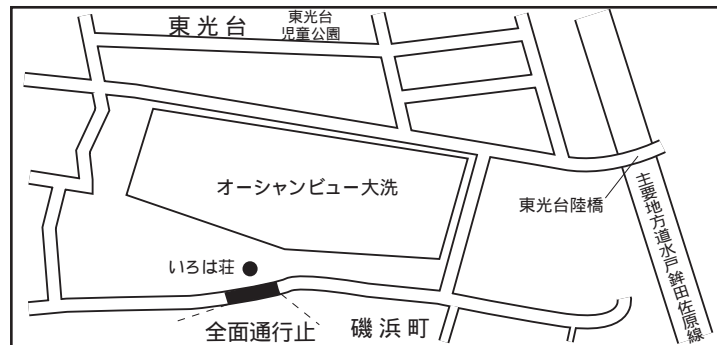 東光台
東光台
児童公園
オーシャンビュー大洗
東光台陸橋
主要地方道水戸鉾田佐原線
いろは荘
全面通行止
磯浜町